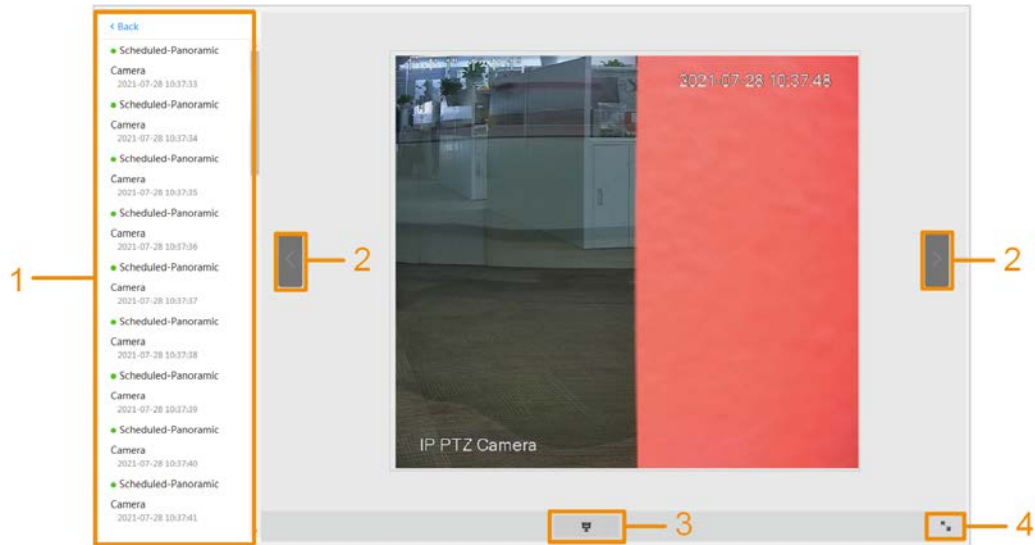 < Back
Scheduled-Panoramic
Camera
2021-07-28 10:37:33
Scheduled-Panoramic
Camera
2021-07-28 10:37:34
Scheduled-Panoramic
Camera
2021-07-28 10:37:35
Scheduled-Panoramic
Camera
2021-07-28 10:37:36
Scheduled-Panoramic
Camera
2021-07-28 10:37:37
Scheduled-Panoramic
Camera
2021-07-28 10:37:38
Scheduled-Panoramic
Camera
2021-07-28 10:37:39
Scheduled-Panoramic
Camera
2021-07-28 10:37:40
Scheduled-Panoramic
Camera
2021-07-28 10:37:41
1
2021-07-28 10:37:48
2
2
IP PTZ Camera
3
4